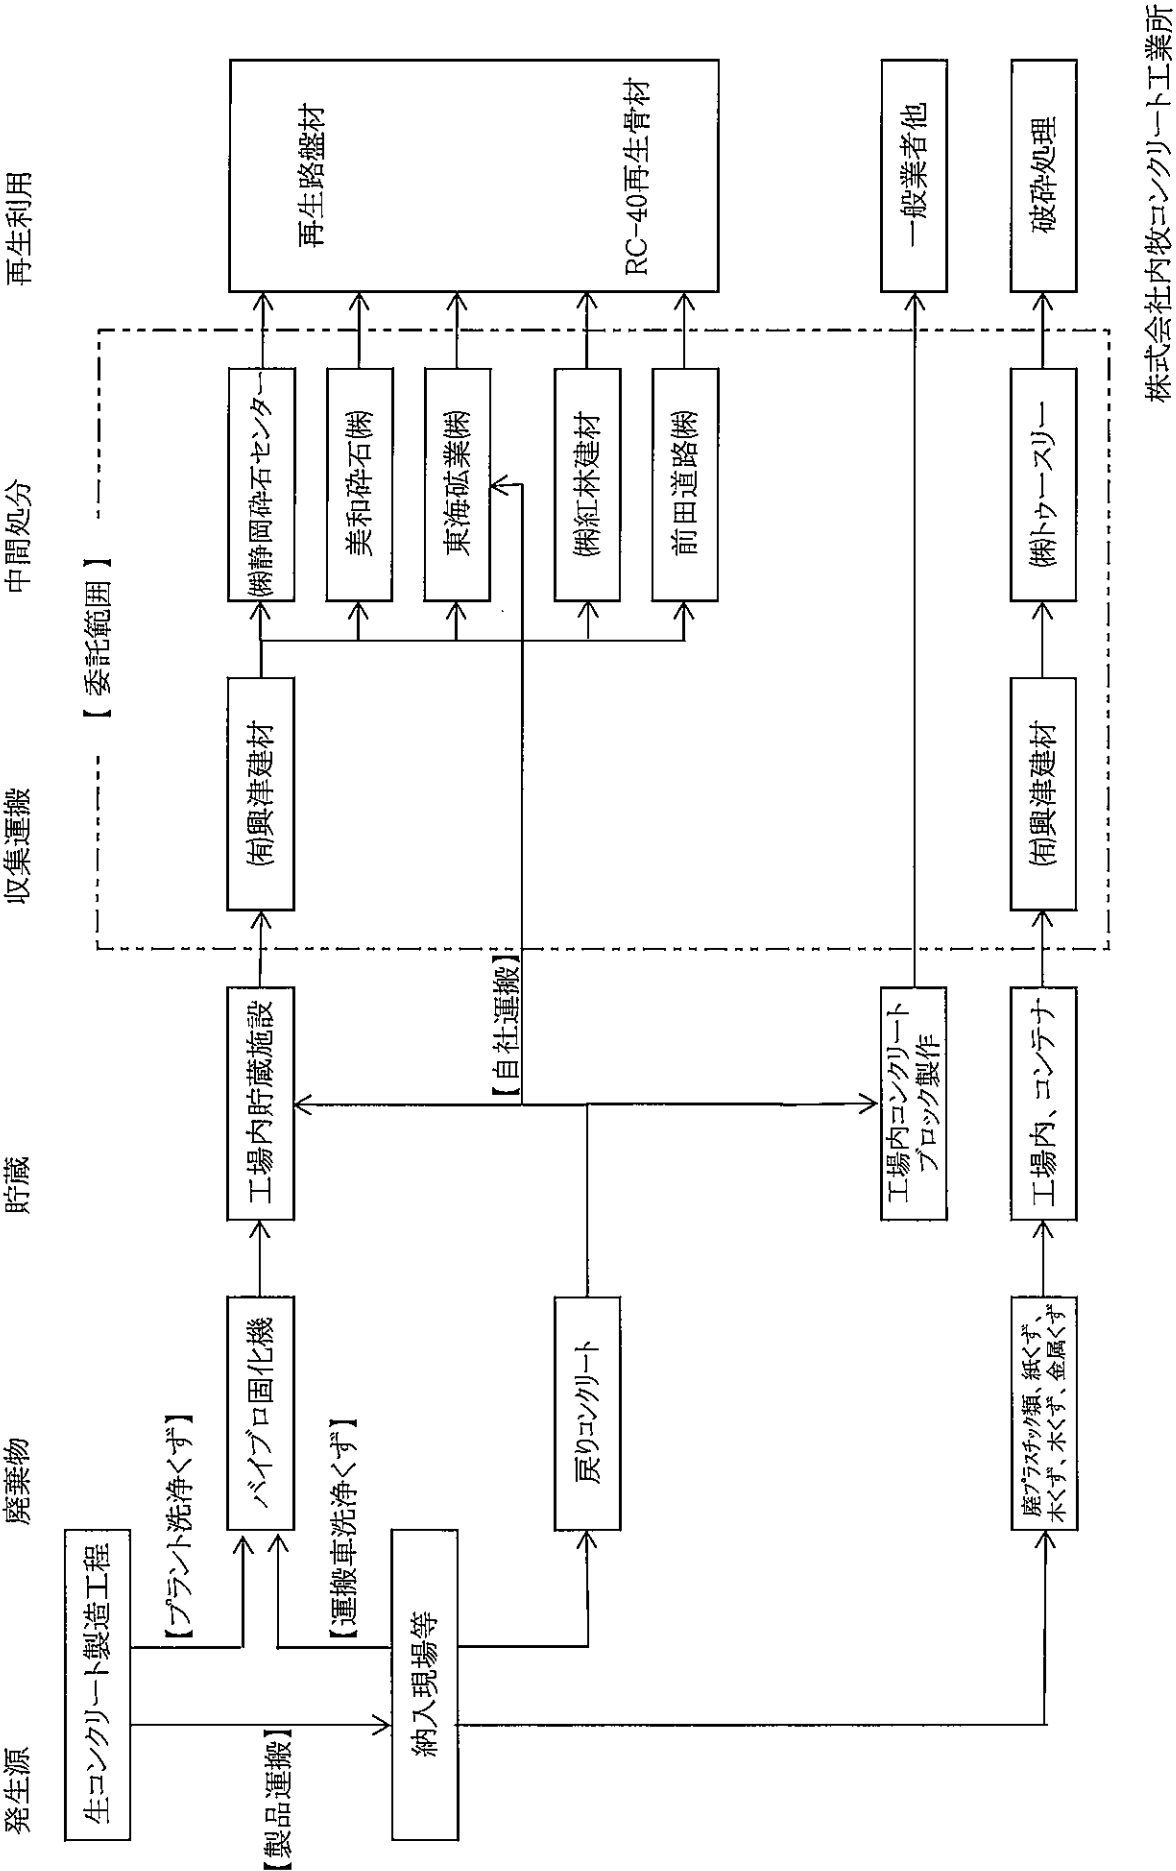 発生源
廃棄物
貯蔵
収集運搬
中間処分
再生利用
生コンクリート製造工程
【 委託範囲 】
【プラント洗浄くず】
バイブロ固化機
工場内貯蔵施設
(有)興津建材
(株)静岡砕石センター
再生路盤材
【製品運搬】
【運搬車洗浄くず】
美和砕石(株)
納入現場等
東海砿業(株)
【自社運搬】
戻りコンクリート
(株)紅林建材
RC-40再生骨材
前田道路(株)
工場内コンクリート
ブロック製作
一般業者他
廃プラスチック類、紙くず、
木くず、木くず、金属くず
工場内、コンテナ
(有)興津建材
(株)トゥースリー
破砕処理
株式会社内牧コンクリート工業所